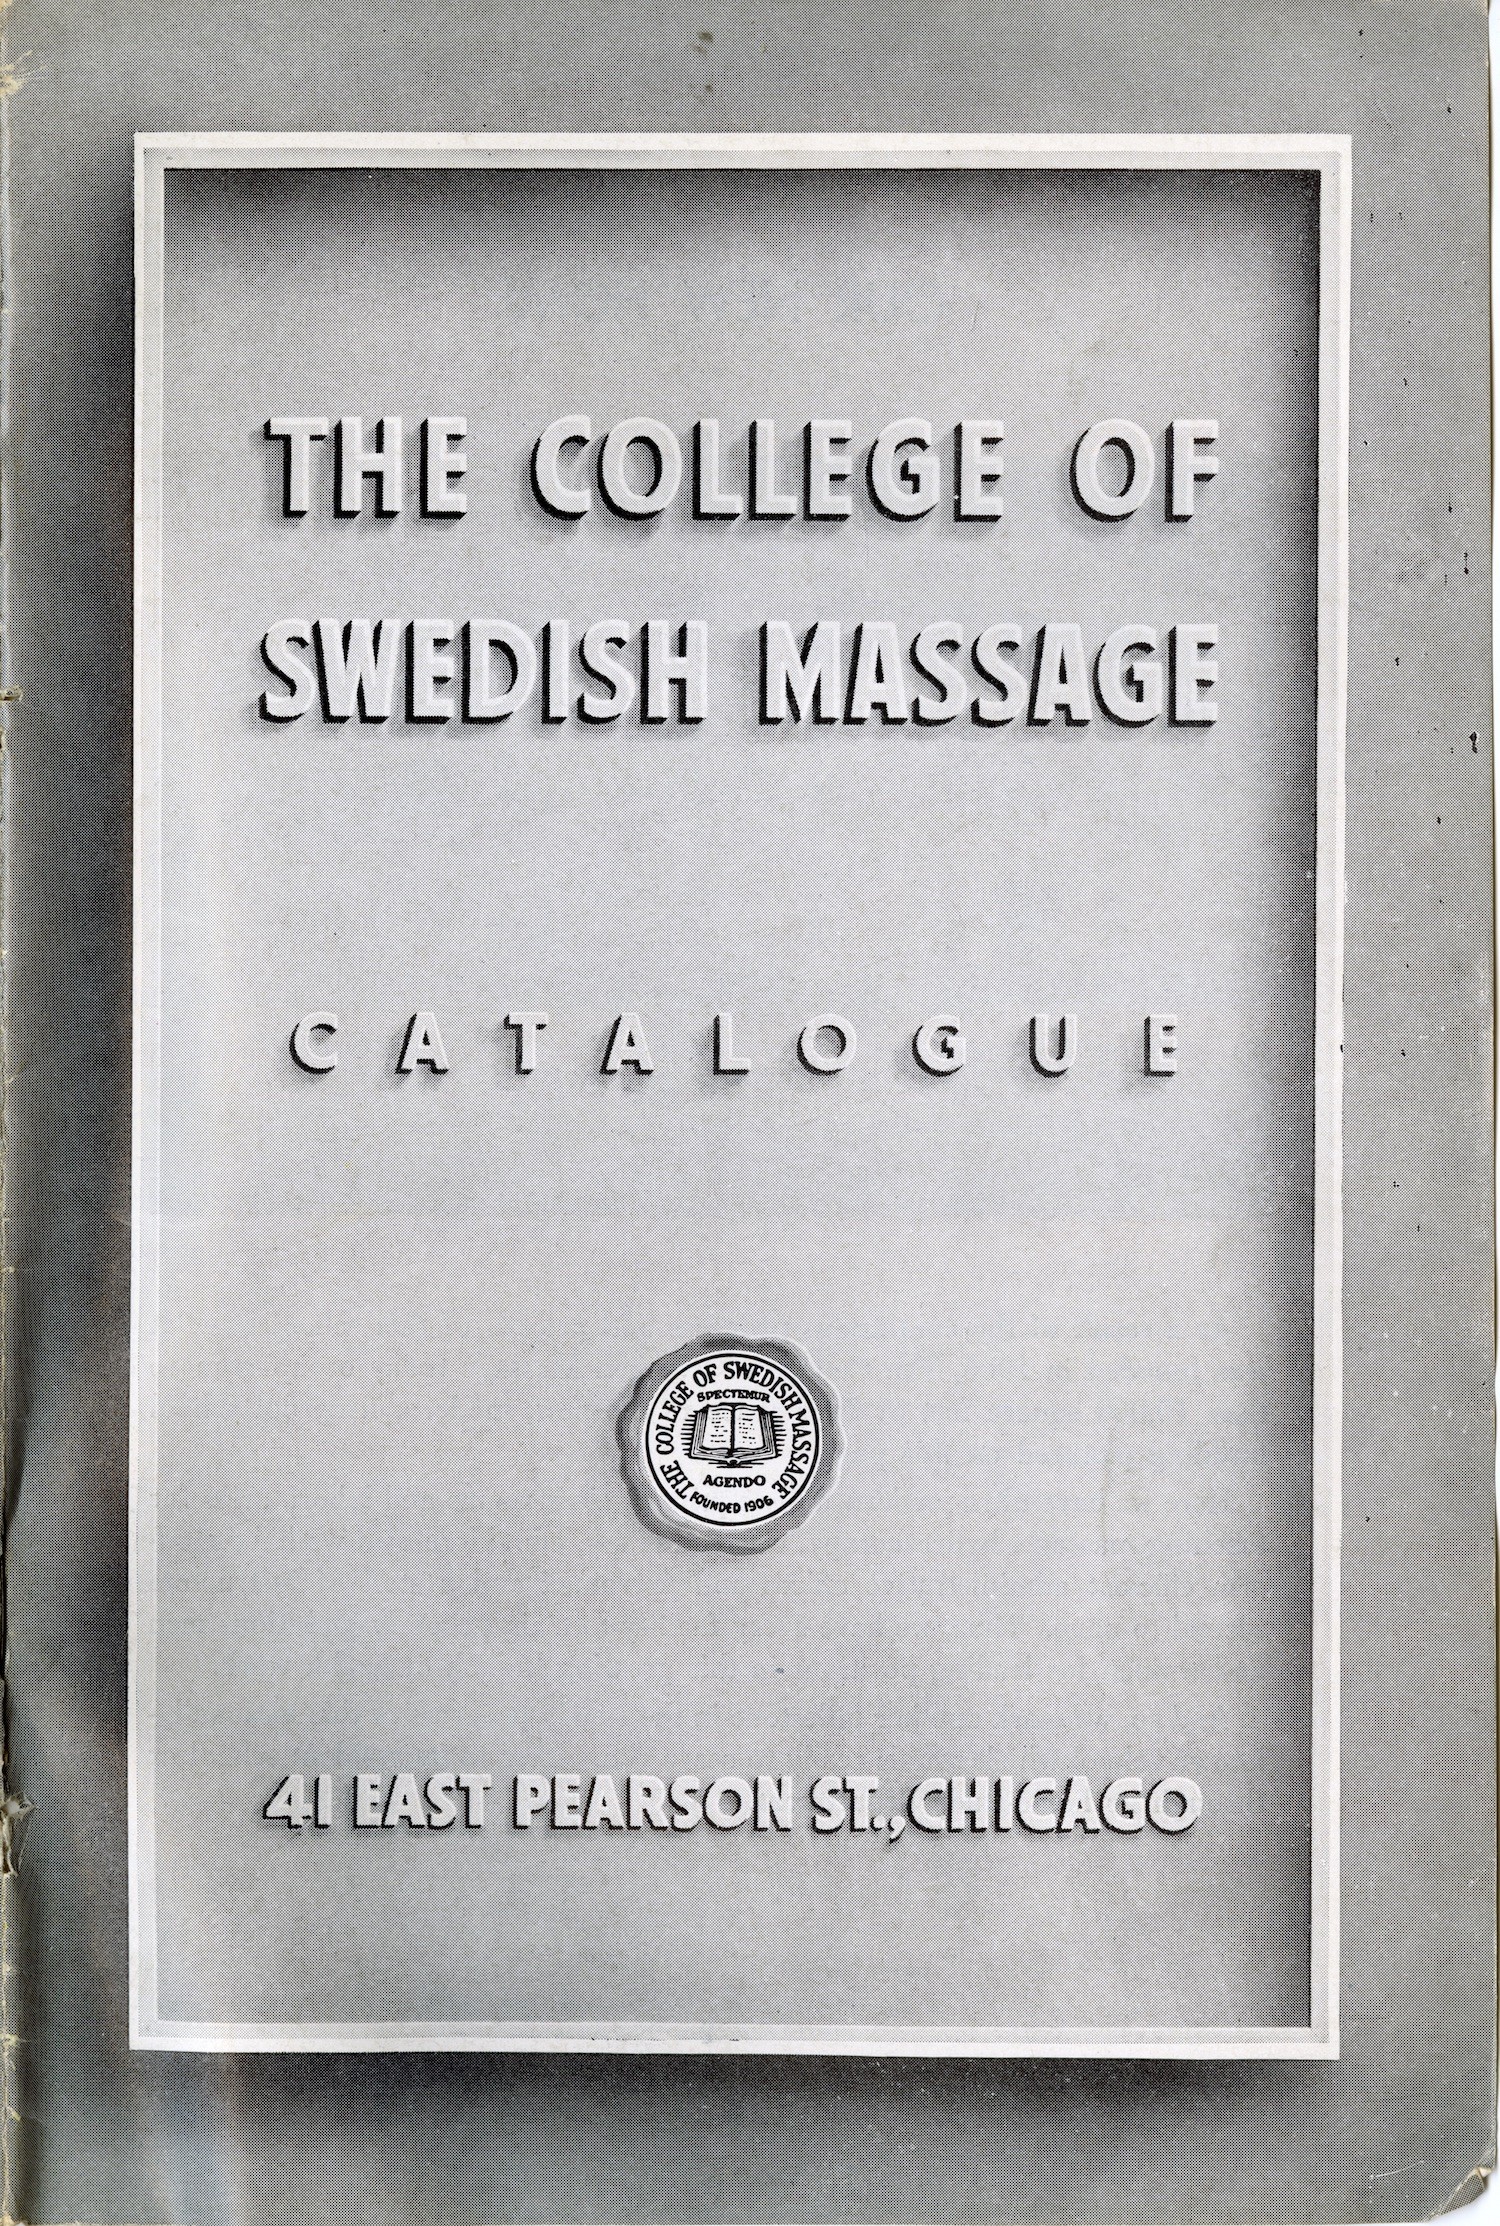 THE COLLEGE OF
SWEDISH MASSAGE
CATALOGUE
THE COLLEGE OF SWEDISH MASSAGE
SPECTEMUR
AGENDO
FOUNDED 1906
41 EAST PEARSON ST., CHICAGO